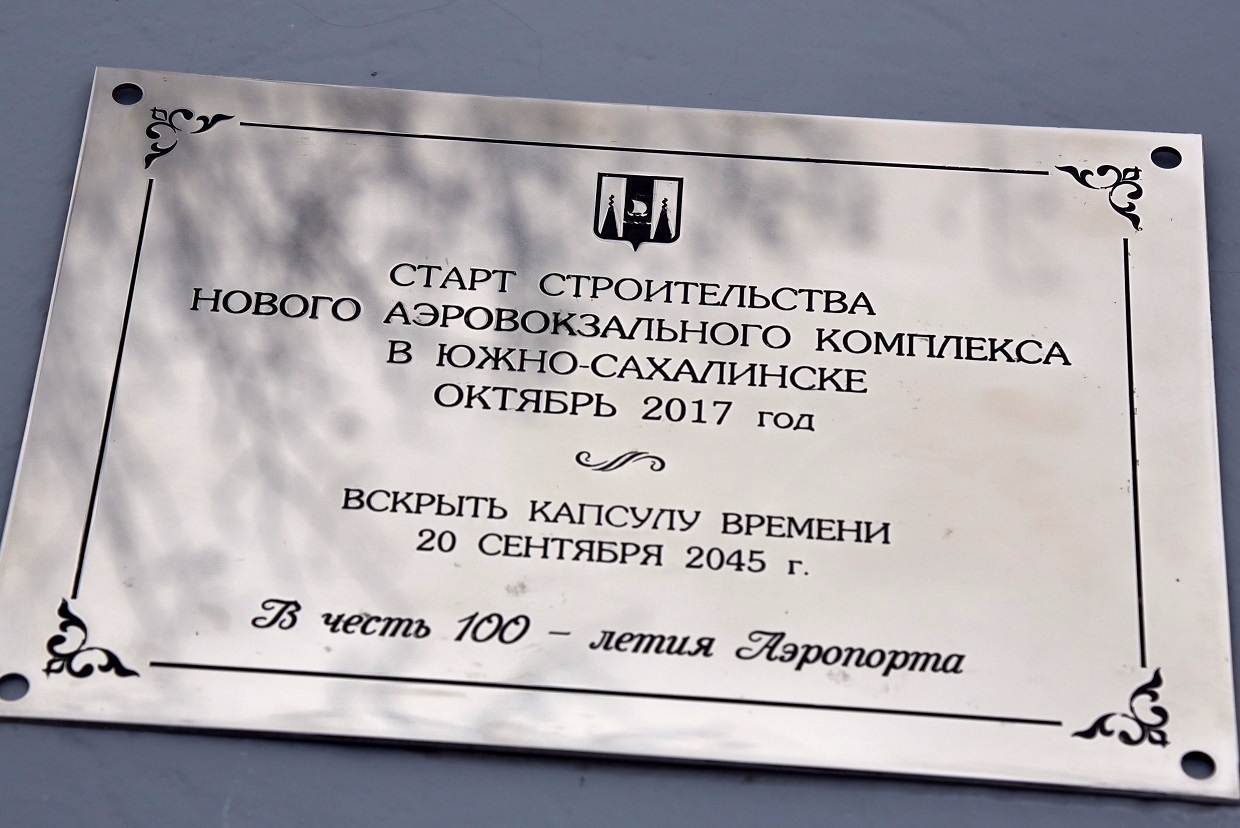 СТАРТ СТРОИТЕЛЬСТВА
НОВОГО АЭРОВОКЗАЛЬНОГО КОМПЛЕКСА
В ЮЖНО-САХАЛИНСКЕ
ОКТЯБРЬ 2017 год
ВСКРЫТЬ КАПСУЛУ ВРЕМЕНИ
20 СЕНТЯБРЯ 2045 г.
В честь 100 – летия Аэропорта